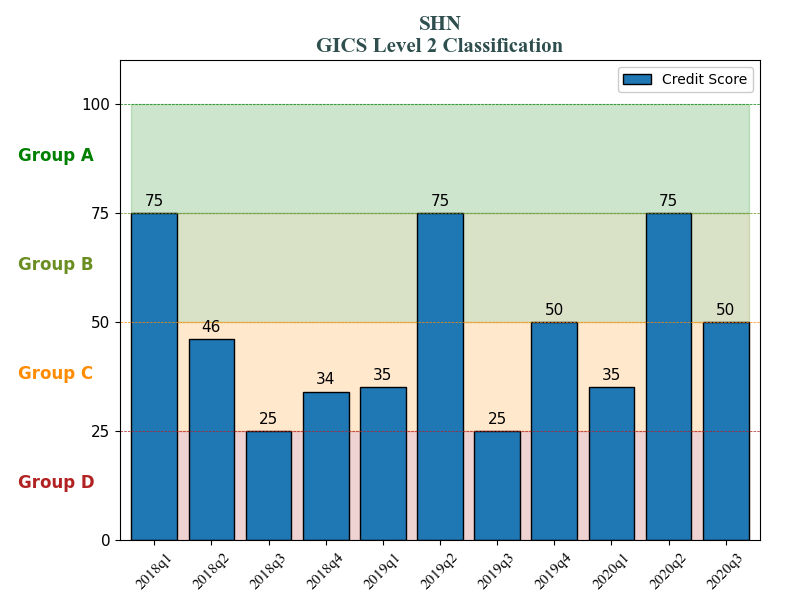 SHN
GICS Level 2 Classification
Credit Score
100
75
50
25
0
Group A
Group B
Group C
Group D
75
46
25
34
35
75
25
50
35
75
50
2018q1
2018q2
2018q3
2018q4
2019q1
2019q2
2019q3
2019q4
2020q1
2020q2
2020q3